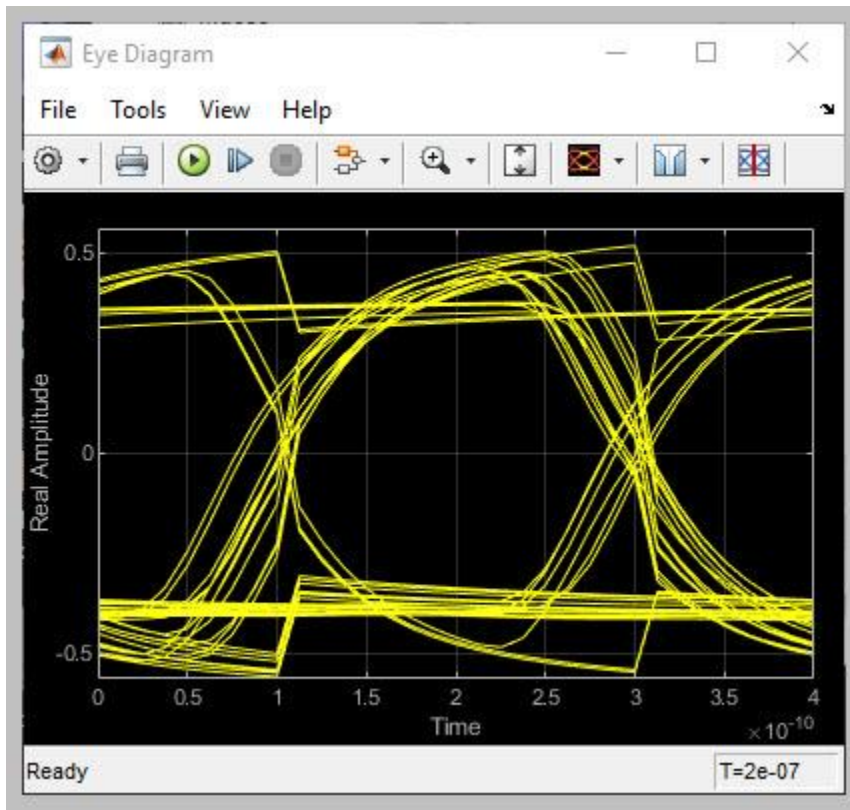 Eye Diagram
File Tools View Help
0.5
0
-0.5
Real Amplitude
0 0.5 1 1.5 2 2.5 3 3.5 4
Time
×10⁻¹⁰
Ready T=2e-07